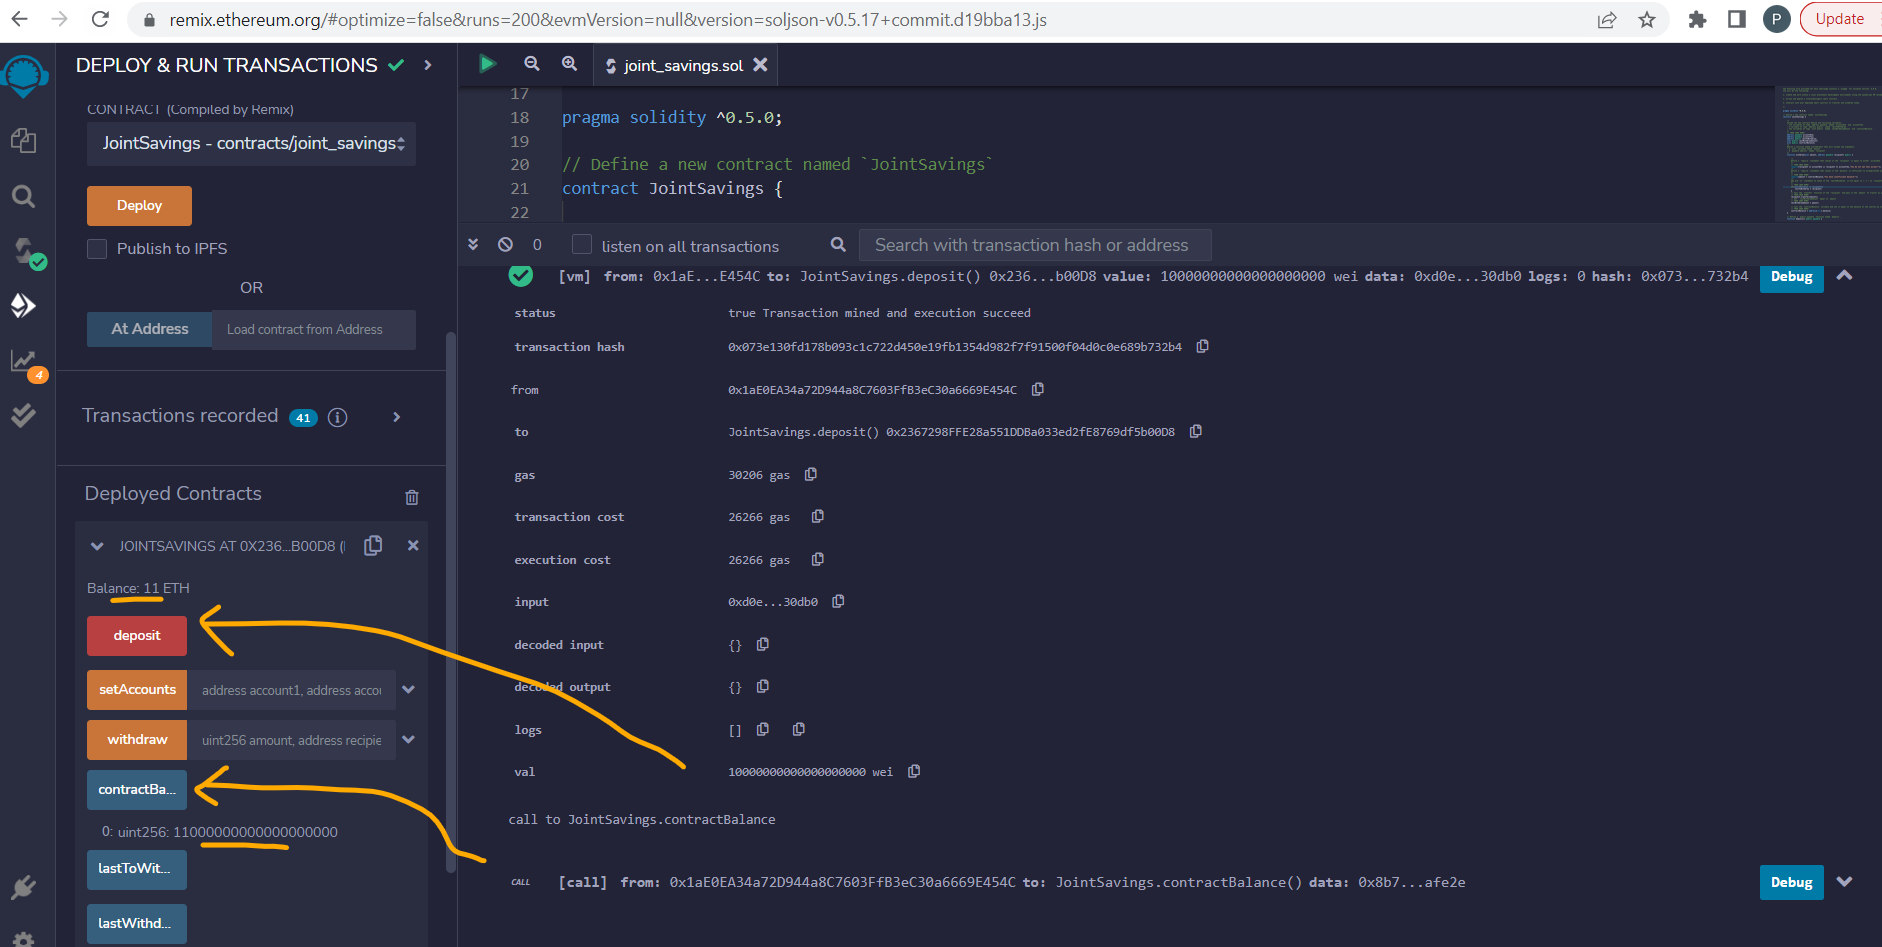 remix.ethereum.org/#optimize=false&runs=200&evmVersion=null&version=soljson-v0.5.17+commit.d19bba13.js
P
Update
DEPLOY & RUN TRANSACTIONS
CONTRACT (Compiled by Remix)
JointSavings - contracts/joint_savings
Deploy
Publish to IPFS
OR
At Address
Load contract from Address
4
Transactions recorded 41 i
Deployed Contracts
JOINTSAVINGS AT 0X236...B00D8 (
Balance: 11 ETH
deposit
setAccounts
address account1, address accou
withdraw
uint256 amount, address recipie
contractBa...
0: uint256: 11000000000000000000
lastToWit...
lastWithd...
joint_savings.sol
17
18 pragma solidity ^0.5.0;
19
20 // Define a new contract named `JointSavings`
21 contract JointSavings {
22
0
listen on all transactions
Search with transaction hash or address
[vm] from: 0x1aE...E454C to: JointSavings.deposit() 0x236...b00D8 value: 10000000000000000000 wei data: 0xd0e...30db0 logs: 0 hash: 0x073...732b4
Debug
status true Transaction mined and execution succeed
transaction hash 0x073e130fd178b093c1c722d450e19fb1354d982f7f91500f04d0c0e689b732b4
from 0x1aE0EA34a72D944a8C7603FfB3eC30a6669E454C
to JointSavings.deposit() 0x2367298FFE28a551DDBa033ed2fE8769df5b00D8
gas 30206 gas
transaction cost 26266 gas
execution cost 26266 gas
input 0xd0e...30db0
decoded input {}
decoded output {}
logs []
val 10000000000000000000 wei
call to JointSavings.contractBalance
CALL [call] from: 0x1aE0EA34a72D944a8C7603FfB3eC30a6669E454C to: JointSavings.contractBalance() data: 0x8b7...afe2e
Debug